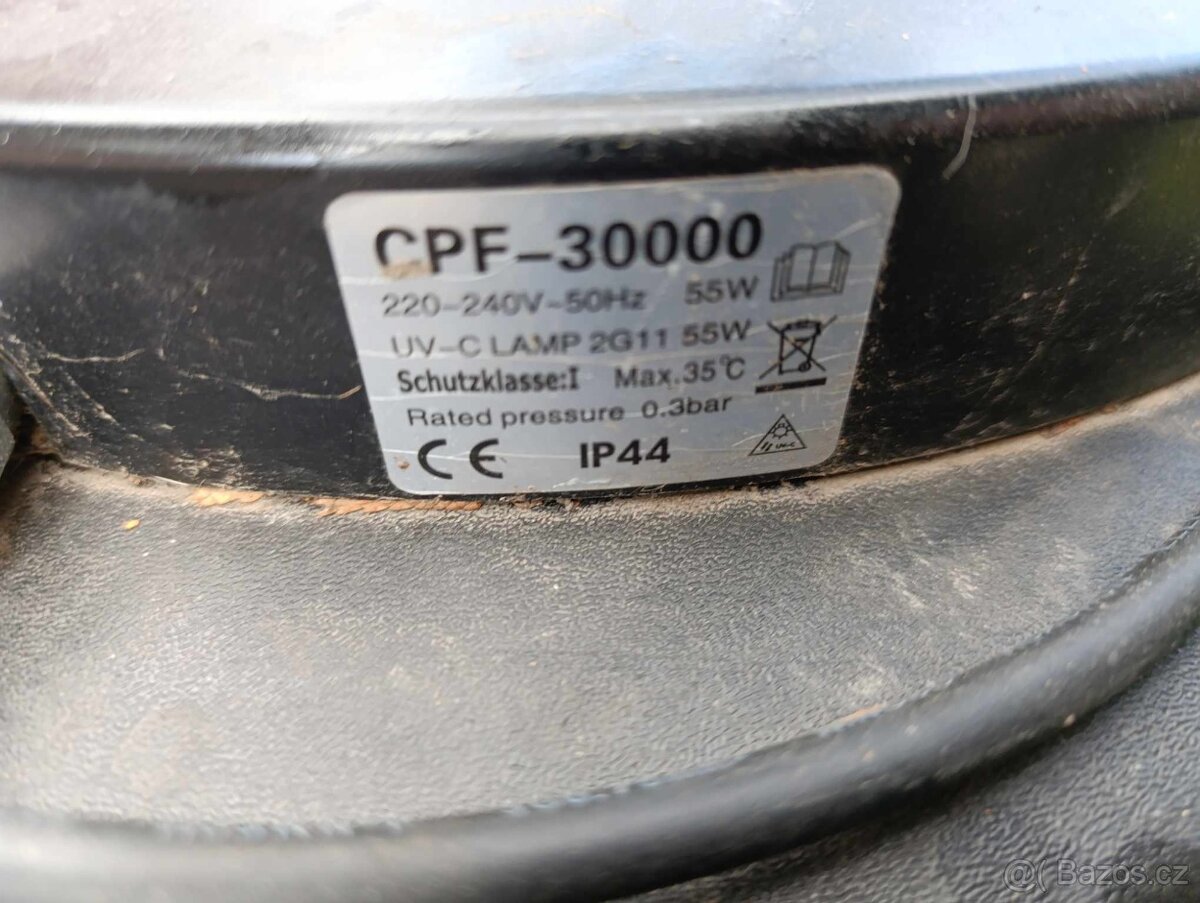 CPF-30000
220-240V~50Hz 55W
UV-C LAMP 2G11 55W
Schutzklasse:I Max.35℃
Rated pressure 0.3bar
CE IP44
UV-C
@( Bazos.cz